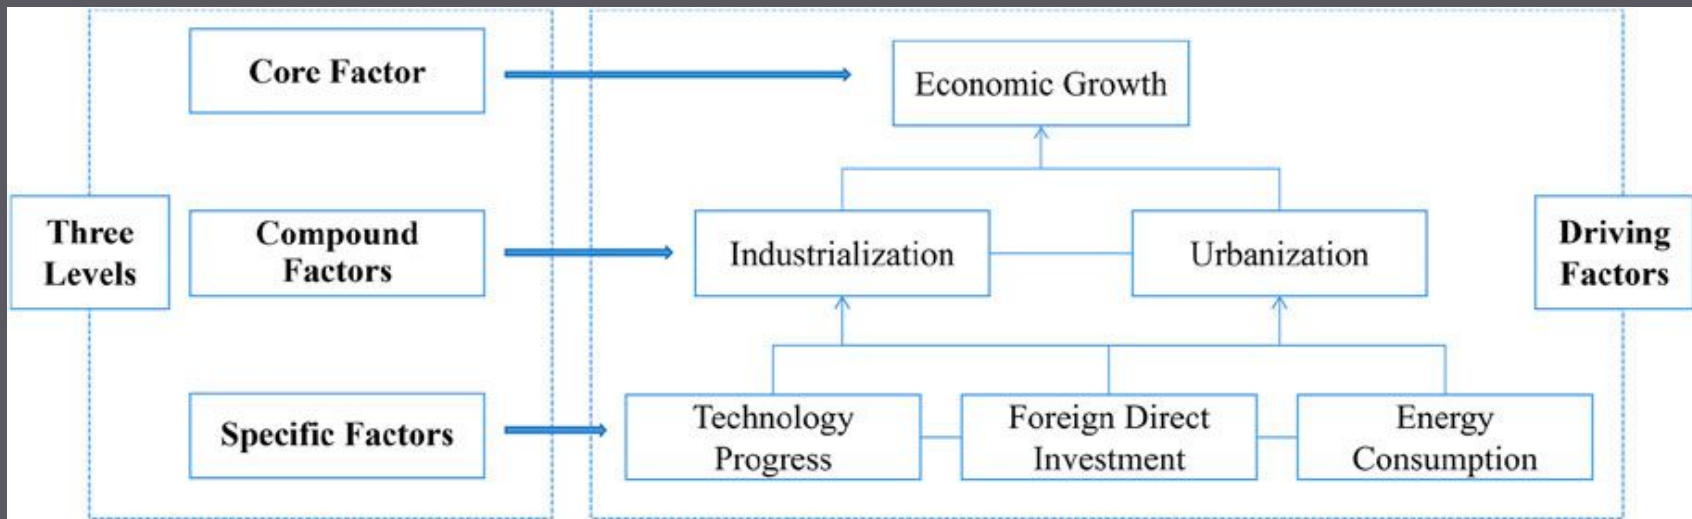 Core Factor
Economic Growth
Three
Levels
Compound
Factors
Industrialization
Urbanization
Driving
Factors
Specific Factors
Technology
Progress
Foreign Direct
Investment
Energy
Consumption